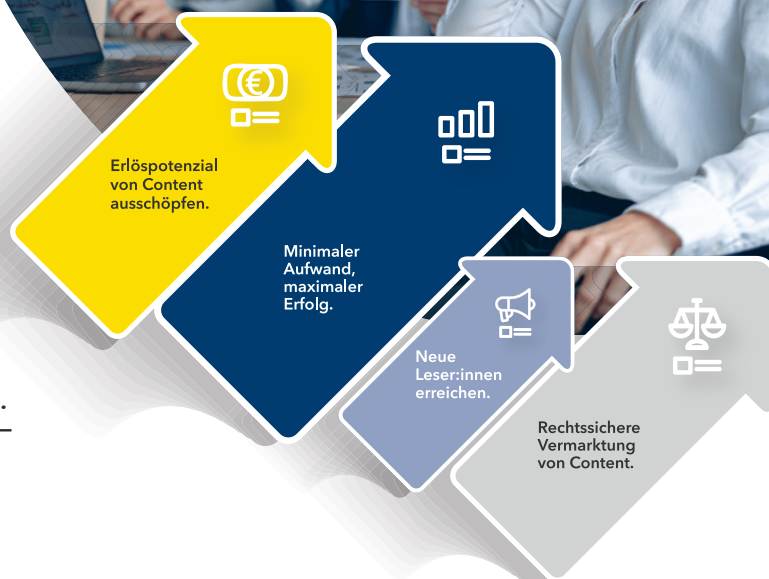 Erlöspotenzial
von Content
ausschöpfen.
Minimaler
Aufwand,
maximaler
Erfolg.
Neue
Leser:innen
erreichen.
Rechtssichere
Vermarktung
von Content.